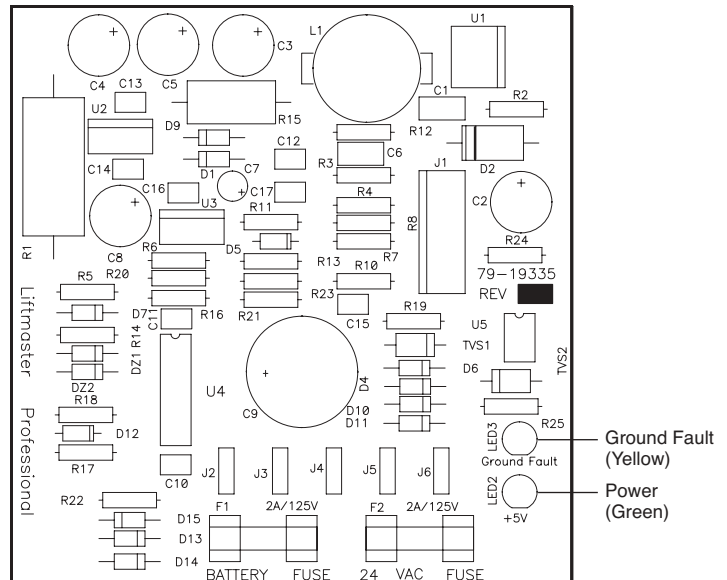 L1
U1
C4
C5
C3
C13
C1
R2
U2
R15
R12
D9
C12
C6
D2
D1
R3
J1
C14
C7
C16
C17
R4
C2
R11
R8
U3
R1
C8
R6
D5
R7
R24
R5
R20
R13
R10
79-19335
REV
R23
R16
R21
C15
R19
D7
C11
U5
R14
TVS1
DZ1
D6
TVS2
DZ2
D4
U4
C9
R18
D10
D12
D11
R25
LED3
Ground Fault
R17
C10
J2
J3
J4
J5
J6
LED2
+5V
R22
F1
2A/125V
F2
2A/125V
D15
D13
D14
BATTERY FUSE
24 VAC FUSE
Liftmaster Professional
Ground Fault
(Yellow)
Power
(Green)